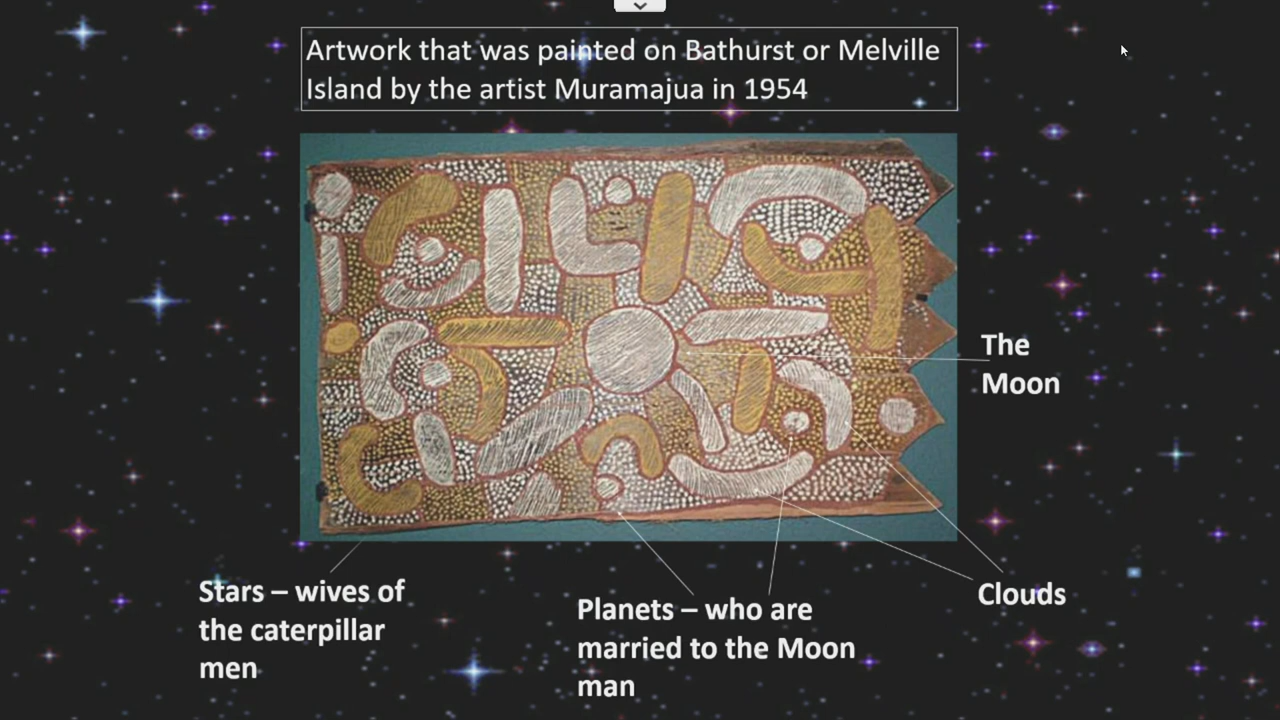 Artwork that was painted on Bathurst or Melville
Island by the artist Muramajua in 1954
The
Moon
Stars – wives of
the caterpillar
men
Planets – who are
married to the Moon
man
Clouds